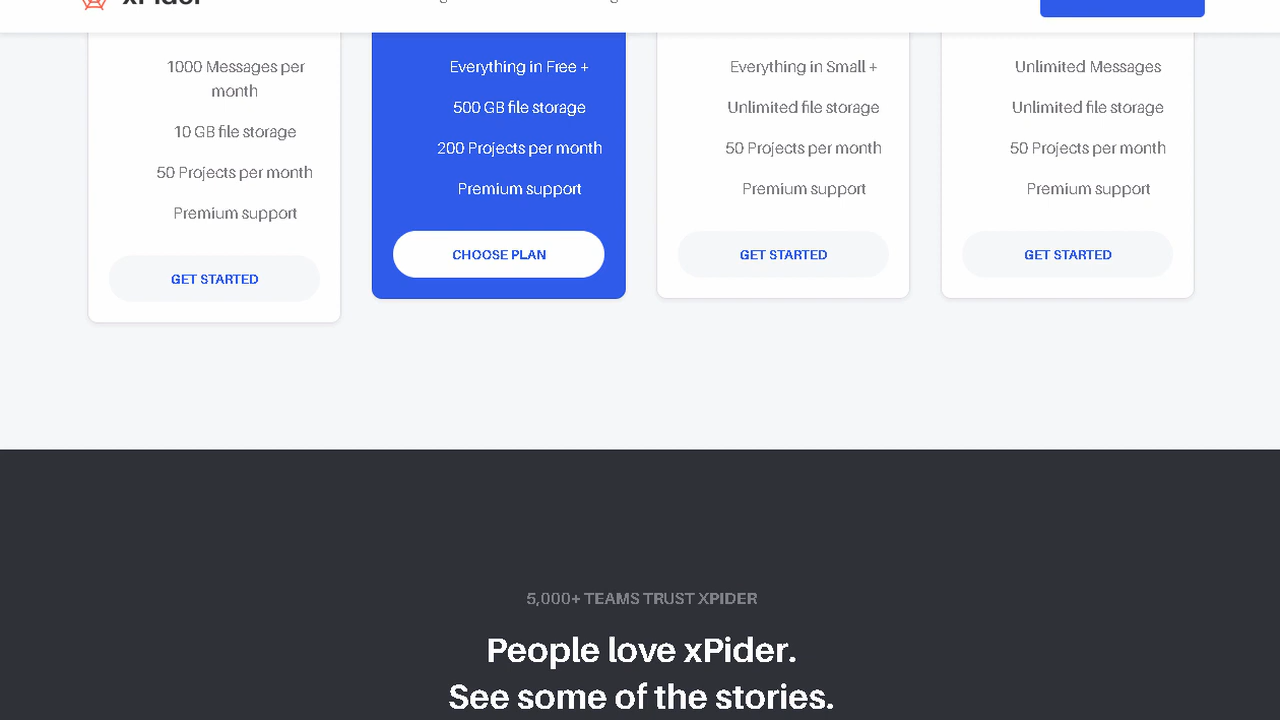 xPider
1000 Messages per
month
10 GB file storage
50 Projects per month
Premium support
GET STARTED
Everything in Free +
500 GB file storage
200 Projects per month
Premium support
CHOOSE PLAN
Everything in Small +
Unlimited file storage
50 Projects per month
Premium support
GET STARTED
Unlimited Messages
Unlimited file storage
50 Projects per month
Premium support
GET STARTED
5,000+ TEAMS TRUST XPIDER
People love xPider.
See some of the stories.